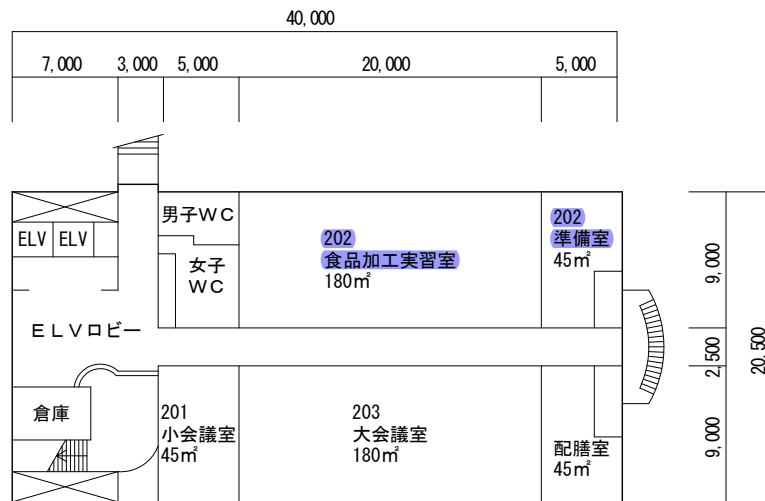 40,000
7,000 3,000 5,000 20,000 5,000
男子WC
ELV ELV
女子
WC
202
食品加工実習室
180㎡
202
準備室
45㎡
9,000
ELVロビー
2,500
20,500
倉庫
201
小会議室
45㎡
203
大会議室
180㎡
配膳室
45㎡
9,000